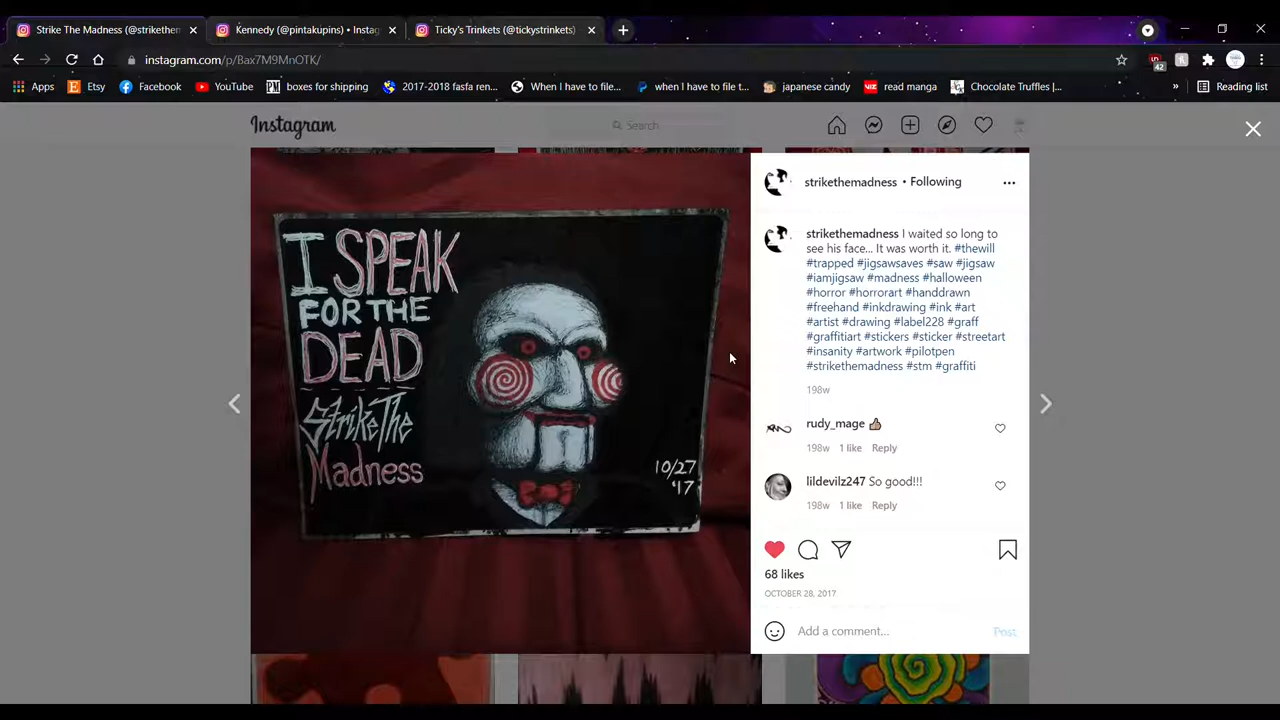 Strike The Madness (@strikethem
Kennedy (@pintakupins) • Instag
Ticky's Trinkets (@tickystrinkets)
instagram.com/p/Bax7M9MnOTK/
42
Apps
Etsy
Facebook
YouTube
boxes for shipping
2017-2018 fasfa ren...
When I have to file...
when I have to file t...
japanese candy
viz
read manga
Chocolate Truffles |...
»
Reading list
Instagram
Search
I SPEAK
FOR THE
DEAD
Strike The
Madness
10/27
'17
strikethemadness • Following
strikethemadness I waited so long to
see his face... It was worth it. #thewill
#trapped #jigsawsaves #saw #jigsaw
#iamjigsaw #madness #halloween
#horror #horrorart #handdrawn
#freehand #inkdrawing #ink #art
#artist #drawing #label228 #graff
#graffitiart #stickers #sticker #streetart
#insanity #artwork #pilotpen
#strikethemadness #stm #graffiti
198w
rudy_mage 👍🏽
198w 1 like Reply
lildevilz247 So good!!!
198w 1 like Reply
68 likes
OCTOBER 28, 2017
Add a comment...
Post